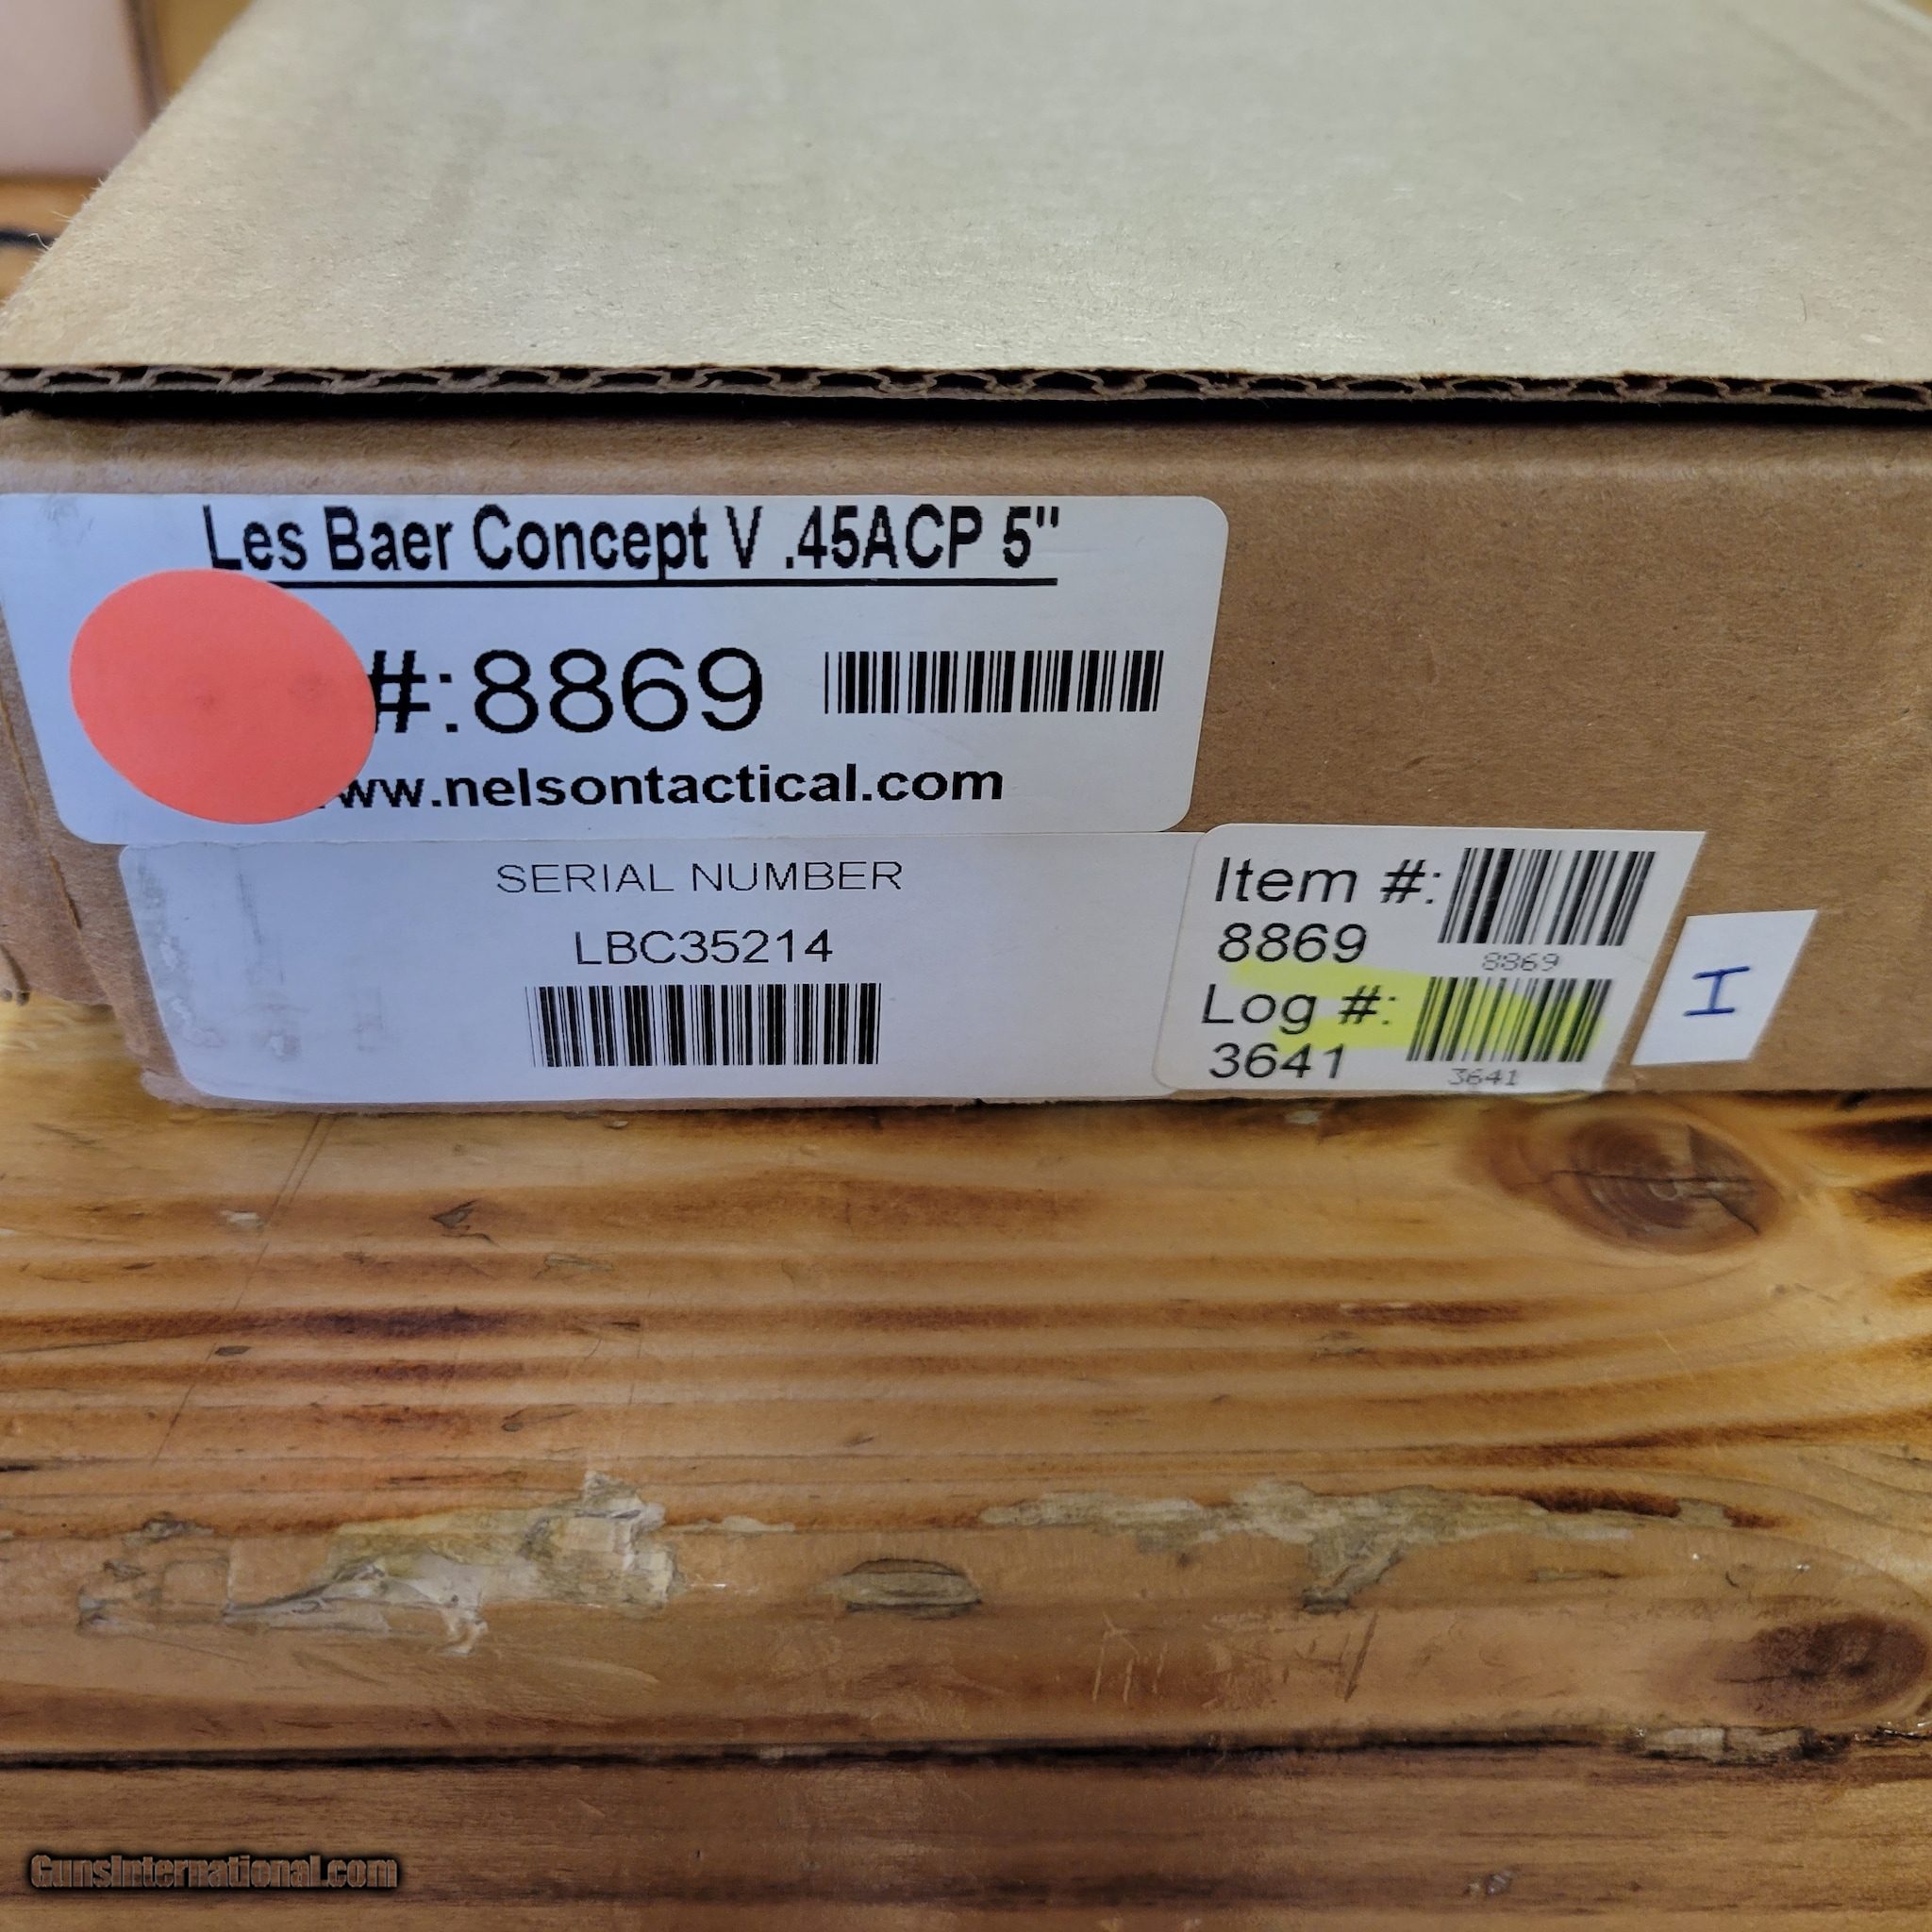 Les Baer Concept V .45ACP 5"
#:8869
www.nelsontactical.com
SERIAL NUMBER
LBC35214
Item #:
8869
8869
Log #:
3641
3641
H
GunsInternational.com